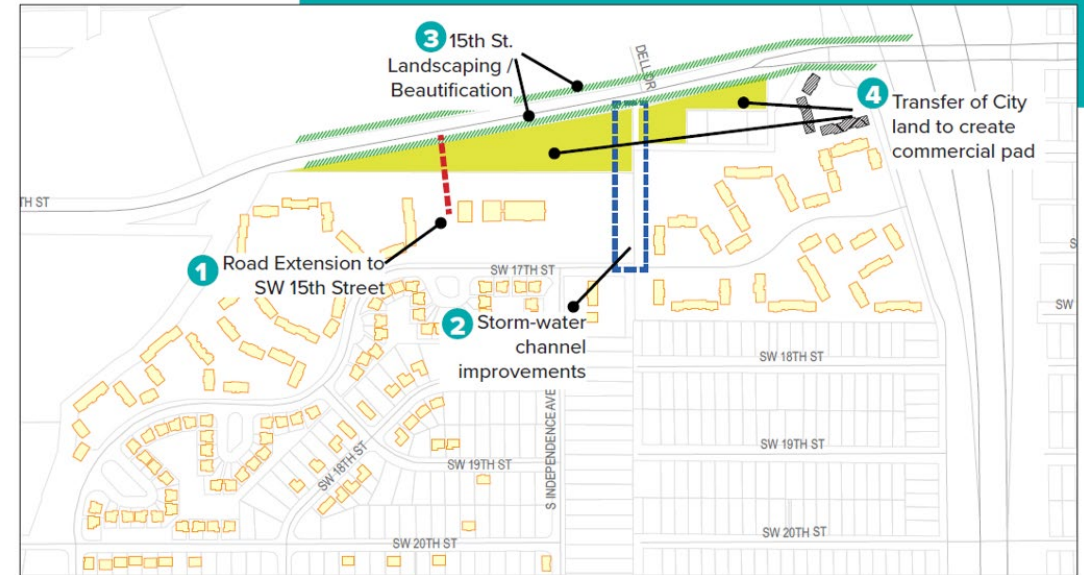 3 15th St.
Landscaping /
Beautification
DELL DR
4 Transfer of City
land to create
commercial pad
TH ST
1 Road Extension to
SW 15th Street
SW 17TH ST
S
SW
2 Storm-water
channel
improvements
SW 18TH ST
S INDEPENDENCE AVE
SW 18TH ST
SW 19TH ST
SW 19TH ST
SW 20TH ST
SW 20TH ST